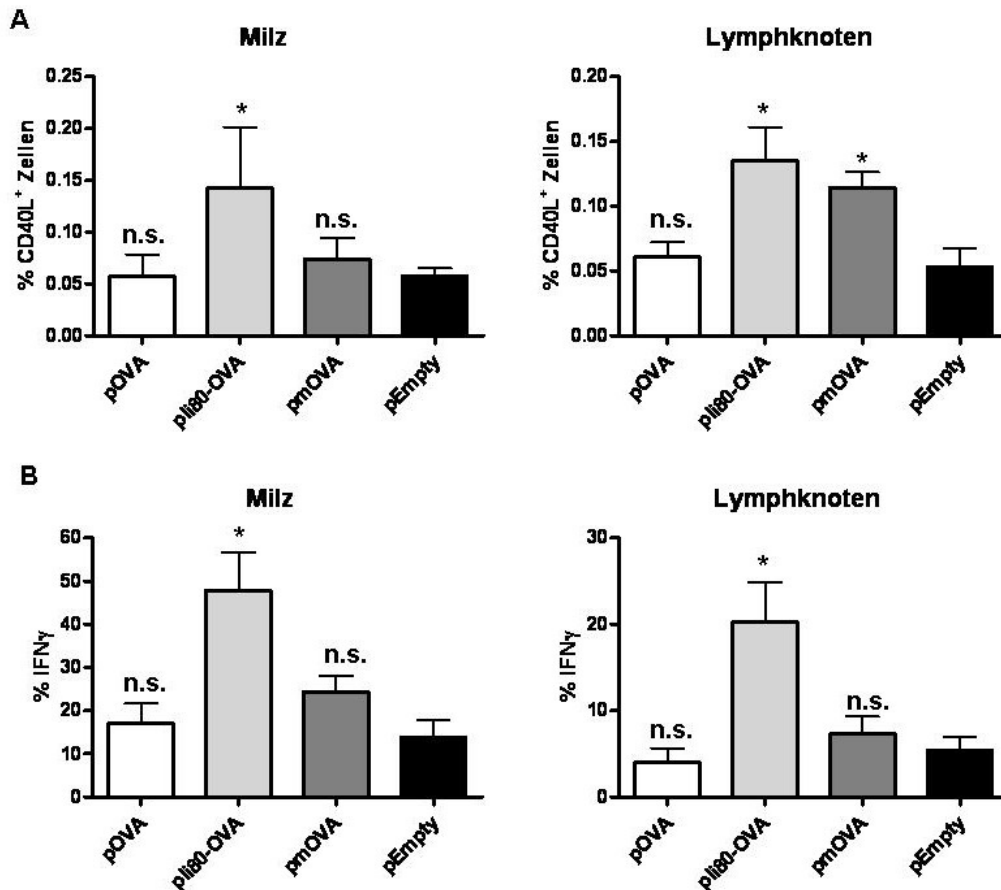 A
Milz
% CD40L+ Zellen
0.25
0.20
0.15
0.10
0.05
0.00
n.s.
*
n.s.
pOVA
pIi80-OVA
pmOVA
pEmpty
Lymphknoten
% CD40L+ Zellen
0.20
0.15
0.10
0.05
0.00
n.s.
*
*
pOVA
pIi80-OVA
pmOVA
pEmpty
B
Milz
% IFNγ
60
50
40
30
20
10
0
n.s.
*
n.s.
pOVA
pIi80-OVA
pmOVA
pEmpty
Lymphknoten
% IFNγ
30
20
10
0
n.s.
*
n.s.
pOVA
pIi80-OVA
pmOVA
pEmpty